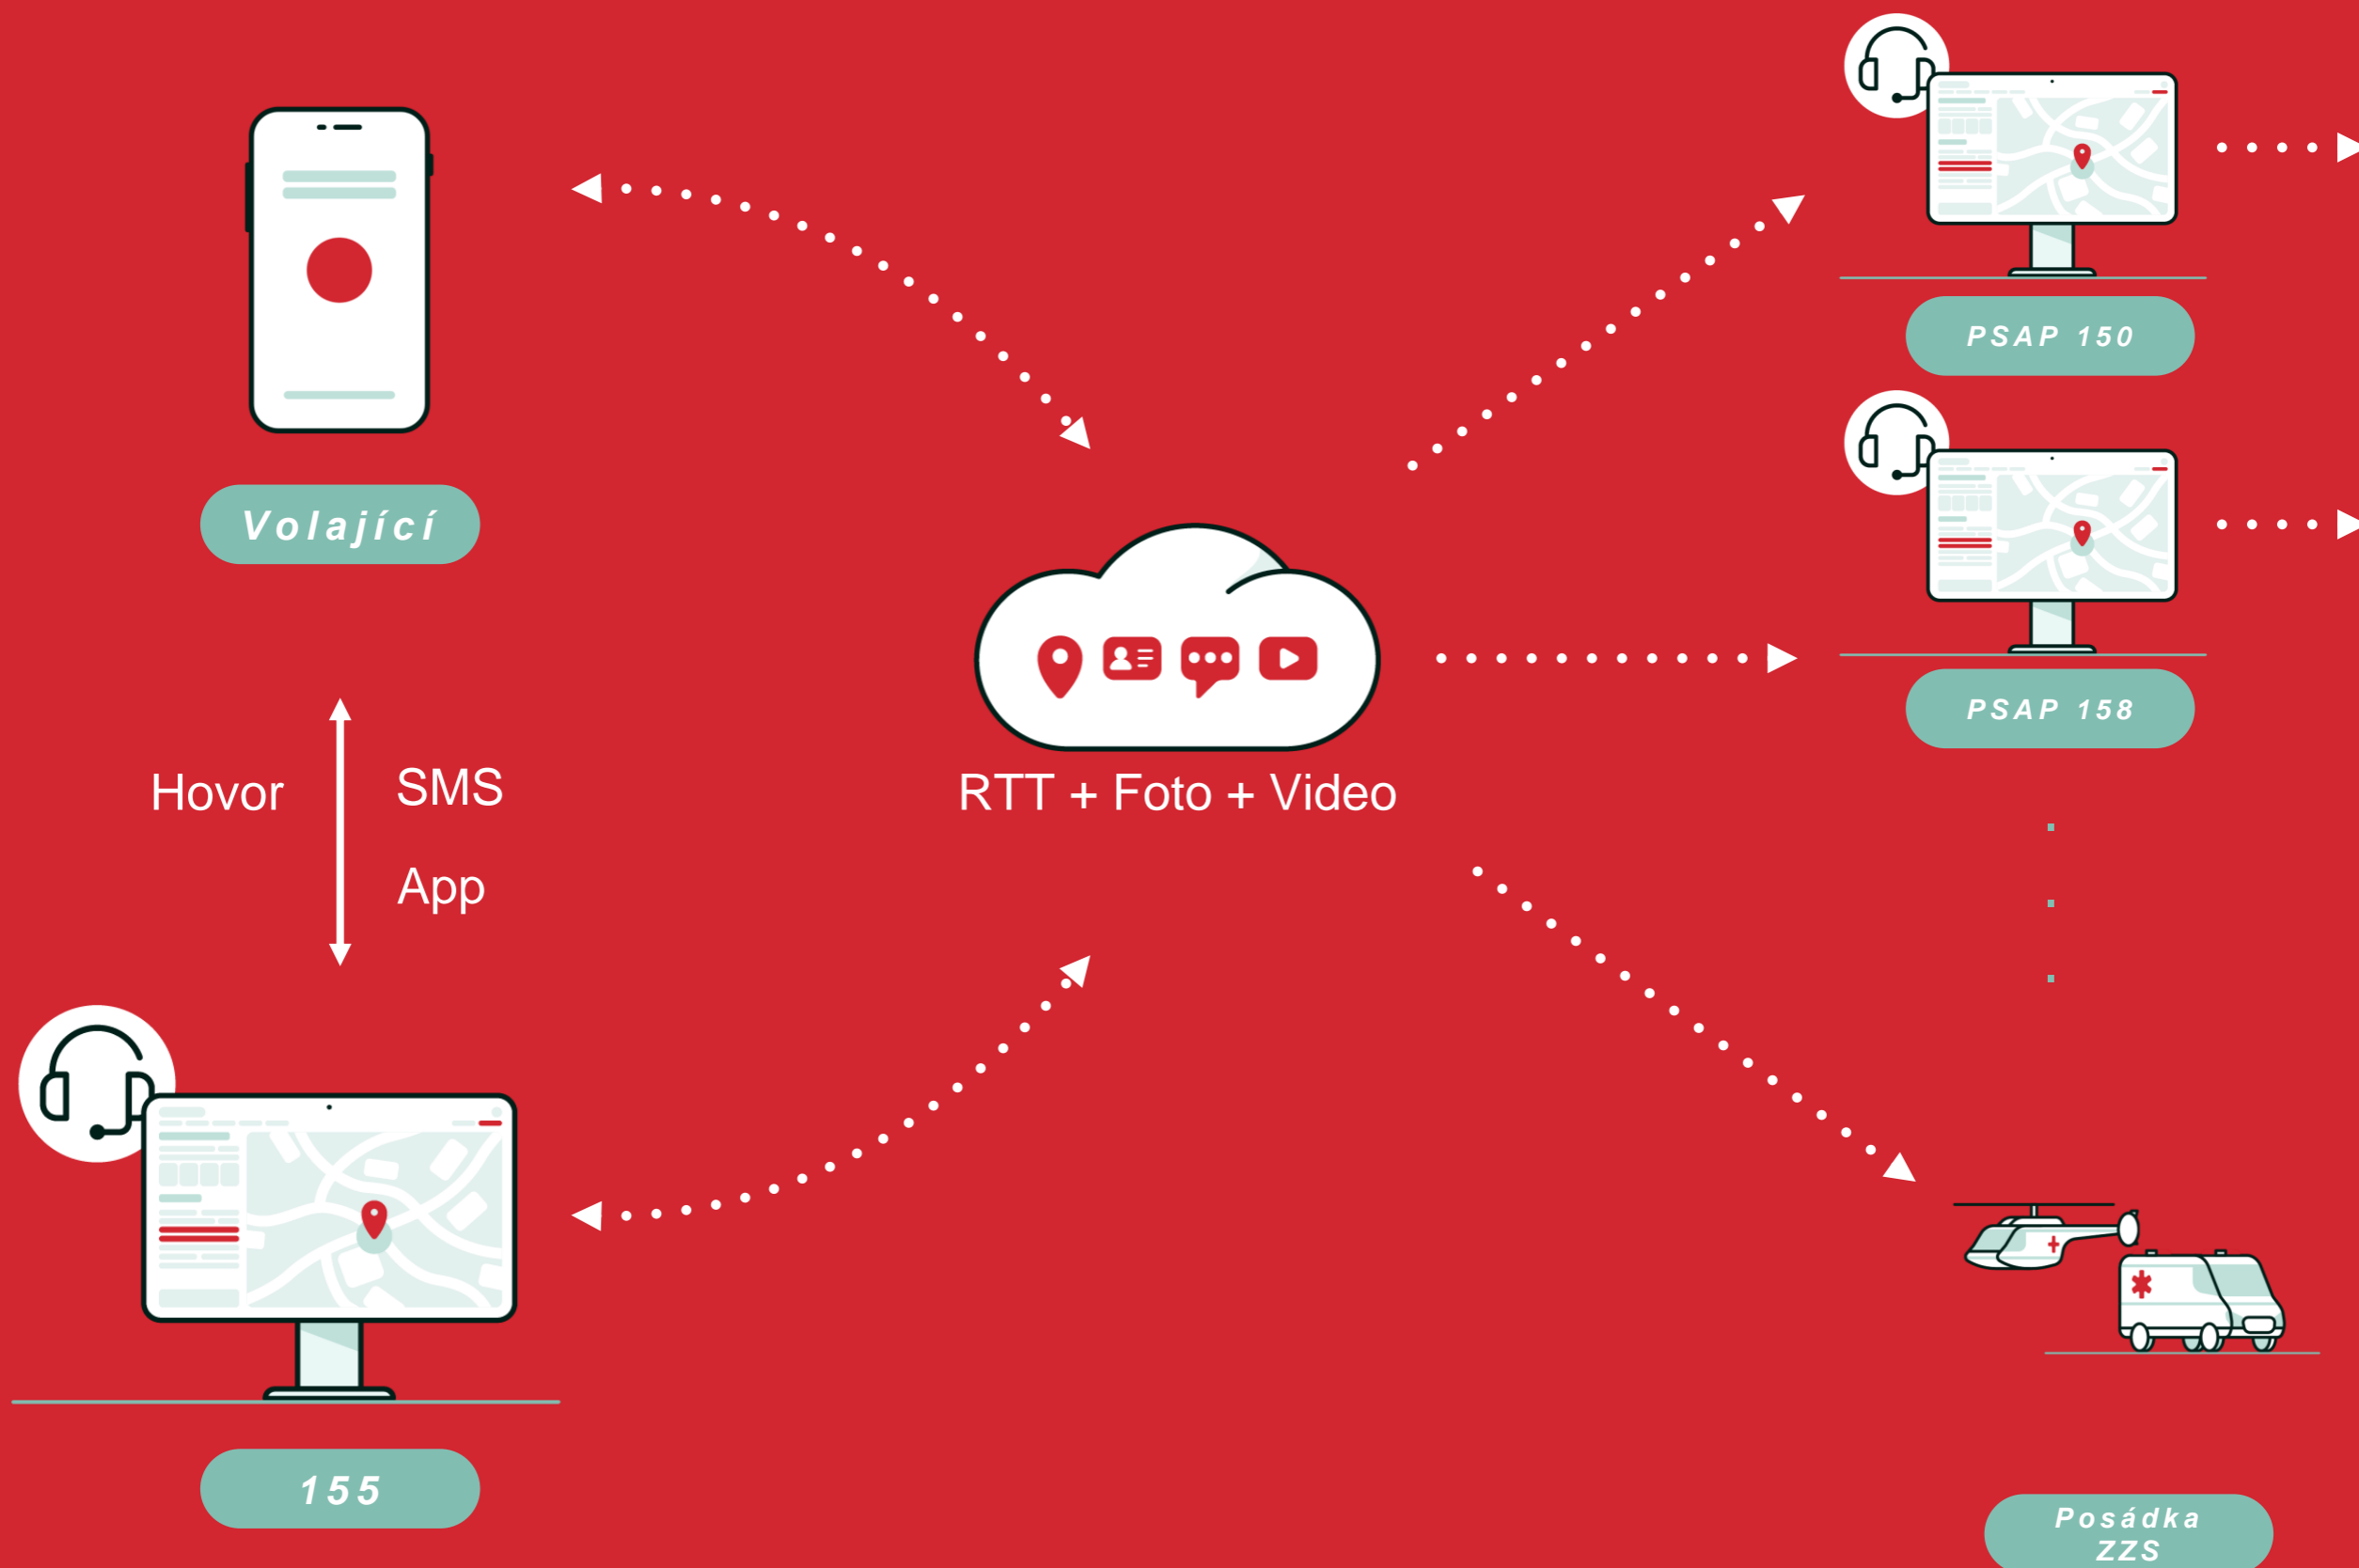 PSAP 150
Volající
PSAP 158
Hovor
SMS
App
RTT + Foto + Video
155
Posádka
ZZS